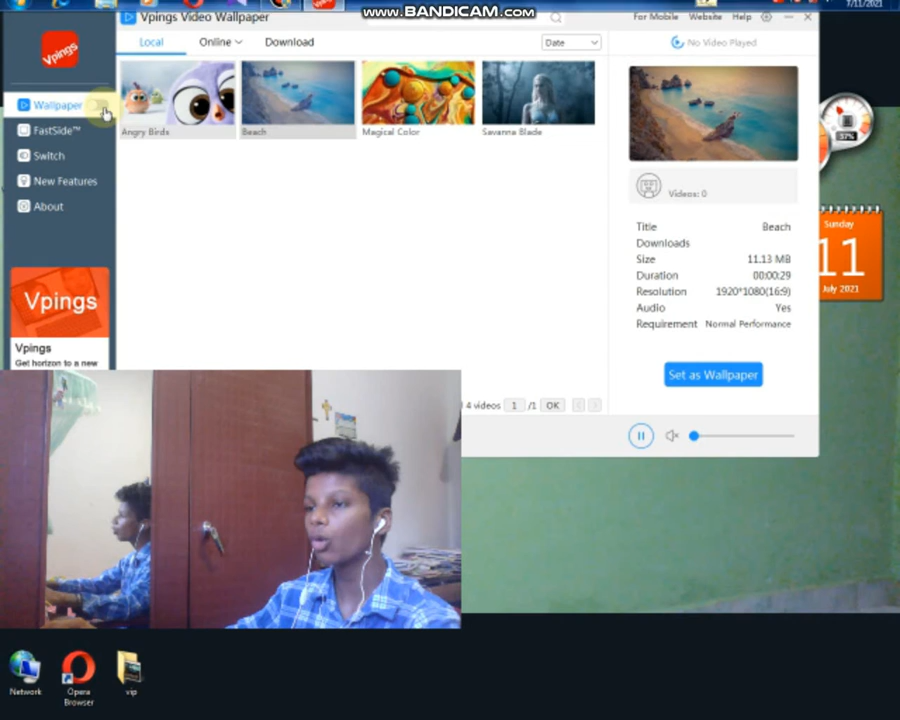 www.BANDICAM.com
7/11/2021
Vpings Video Wallpaper
For Mobile Website Help
Vpings
Local Online Download
Date
No Video Played
Wallpaper
FastSide™
Switch
New Features
About
Angry Birds
Beach
Magical Color
Savanna Blade
37%
Videos: 0
Title Beach
Downloads
Size 11.13 MB
Duration 00:00:29
Resolution 1920*1080(16:9)
Audio Yes
Requirement Normal Performance
Set as Wallpaper
Sunday
11
July 2021
Vpings
Vpings
Get horizon to a new
4 videos 1 /1 OK
Network
Opera
Browser
vip